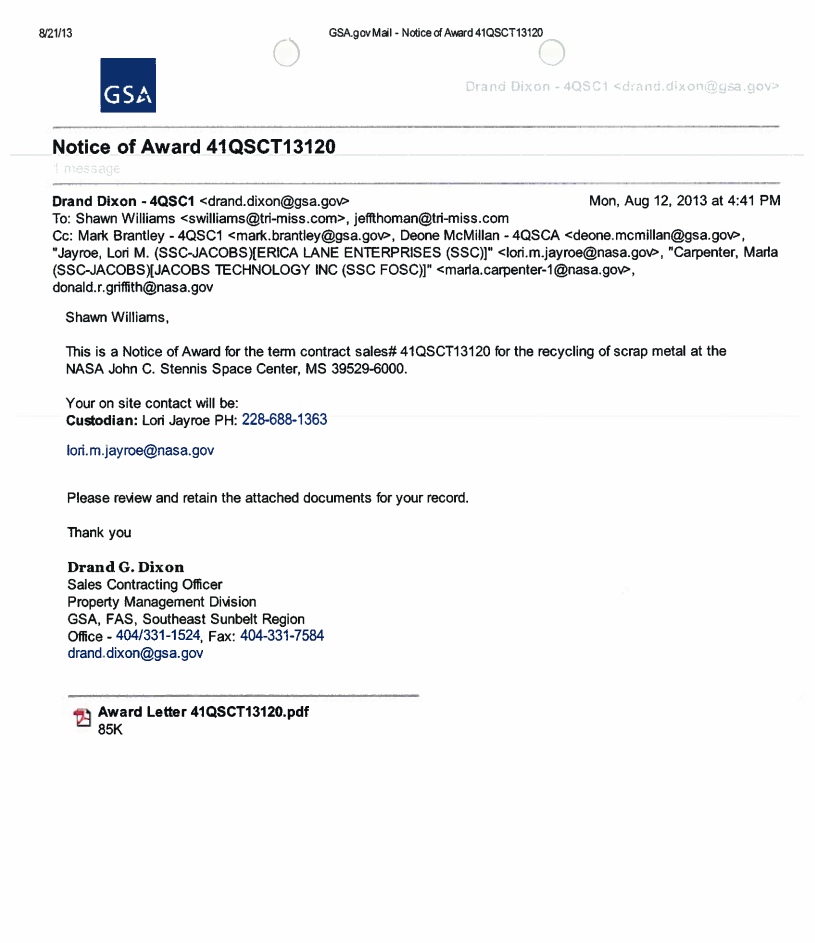 8/21/13 GSA.gov Mail - Notice of Award 41QSCT13120
GSA
Drand Dixon - 4QSC1 <drand.dixon@gsa.gov>
Notice of Award 41QSCT13120
1 message
Drand Dixon - 4QSC1 <drand.dixon@gsa.gov> Mon, Aug 12, 2013 at 4:41 PM
To: Shawn Williams <swilliams@tri-miss.com>, jeffthoman@tri-miss.com
Cc: Mark Brantley - 4QSC1 <mark.brantley@gsa.gov>, Deone McMillan - 4QSCA <deone.mcmillan@gsa.gov>,
"Jayroe, Lori M. (SSC-JACOBS)[ERICA LANE ENTERPRISES (SSC)]" <lori.m.jayroe@nasa.gov>, "Carpenter, Marla
(SSC-JACOBS)[JACOBS TECHNOLOGY INC (SSC FOSC)]" <marla.carpenter-1@nasa.gov>,
donald.r.griffith@nasa.gov
Shawn Williams,
This is a Notice of Award for the term contract sales# 41QSCT13120 for the recycling of scrap metal at the
NASA John C. Stennis Space Center, MS 39529-6000.
Your on site contact will be:
Custodian: Lori Jayroe PH: 228-688-1363
lori.m.jayroe@nasa.gov
Please review and retain the attached documents for your record.
Thank you
Drand G. Dixon
Sales Contracting Officer
Property Management Division
GSA, FAS, Southeast Sunbelt Region
Office - 404/331-1524, Fax: 404-331-7584
drand.dixon@gsa.gov
Award Letter 41QSCT13120.pdf
85K